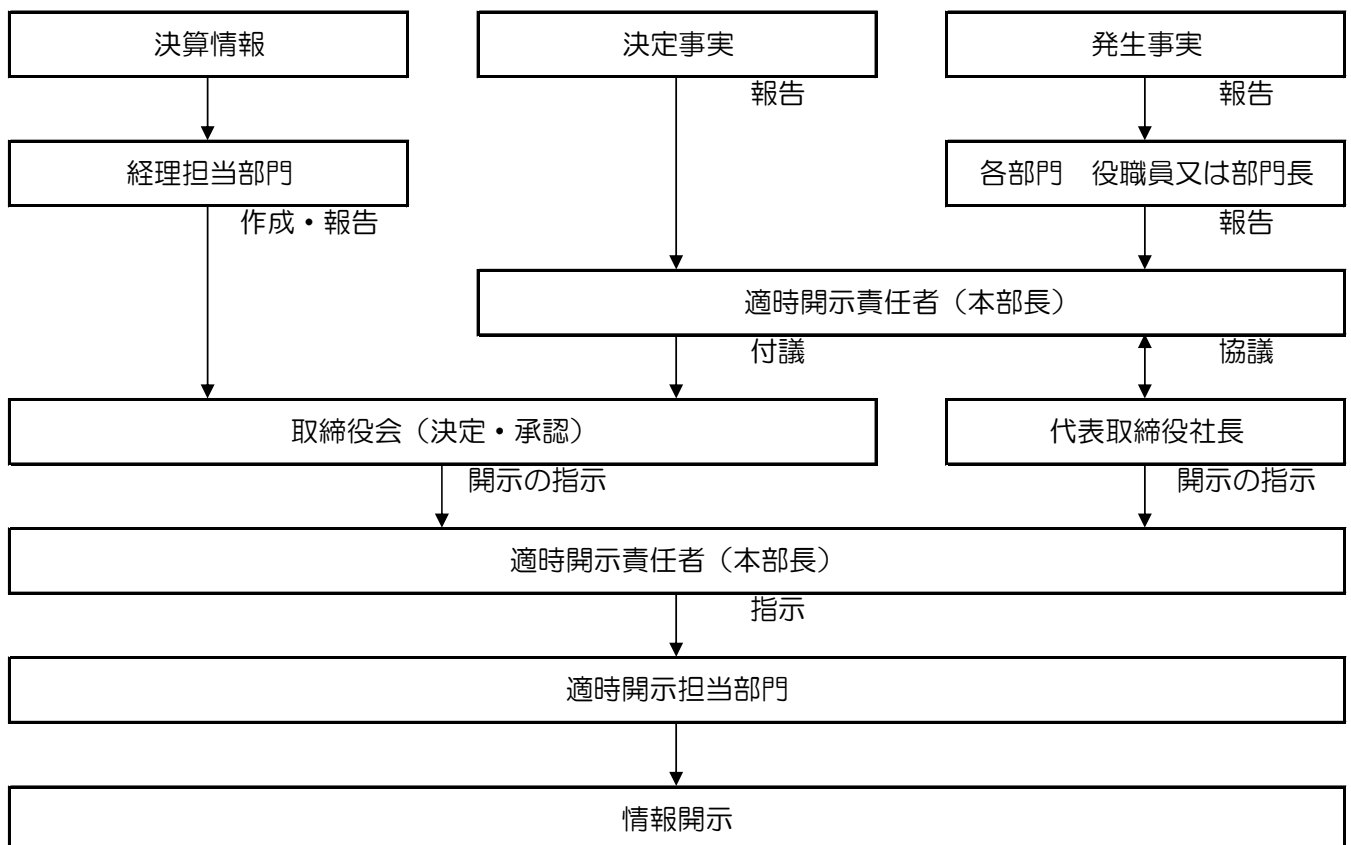 決算情報
決定事実
発生事実
報告
報告
経理担当部門
各部門　役職員又は部門長
作成・報告
報告
適時開示責任者（本部長）
付議
協議
取締役会（決定・承認）
代表取締役社長
開示の指示
開示の指示
適時開示責任者（本部長）
指示
適時開示担当部門
情報開示